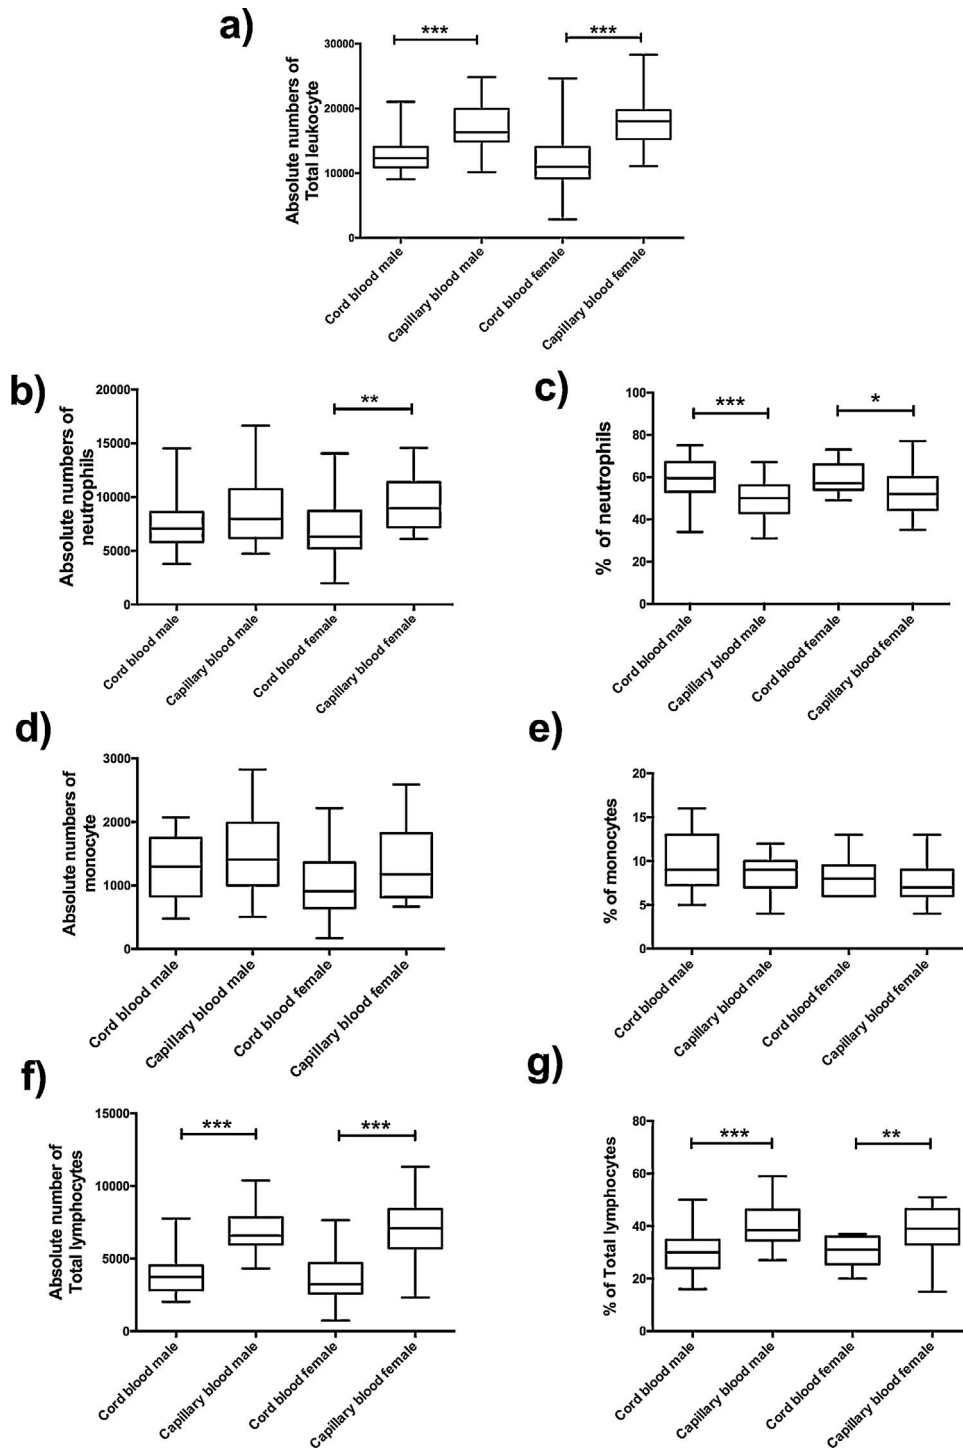 a)
Absolute numbers of
Total leukocyte
30000
20000
10000
0
***
***
Cord blood male
Capillary blood male
Cord blood female
Capillary blood female
b)
Absolute numbers of
neutrophils
20000
15000
10000
5000
0
**
Cord blood male
Capillary blood male
Cord blood female
Capillary blood female
c)
% of neutrophils
100
80
60
40
20
0
***
*
Cord blood male
Capillary blood male
Cord blood female
Capillary blood female
d)
Absolute numbers of
monocyte
3000
2000
1000
0
Cord blood male
Capillary blood male
Cord blood female
Capillary blood female
e)
% of monocytes
20
15
10
5
0
Cord blood male
Capillary blood male
Cord blood female
Capillary blood female
f)
Absolute number of
Total lymphocytes
15000
10000
5000
0
***
***
Cord blood male
Capillary blood male
Cord blood female
Capillary blood female
g)
% of Total lymphocytes
80
60
40
20
0
***
**
Cord blood male
Capillary blood male
Cord blood female
Capillary blood female